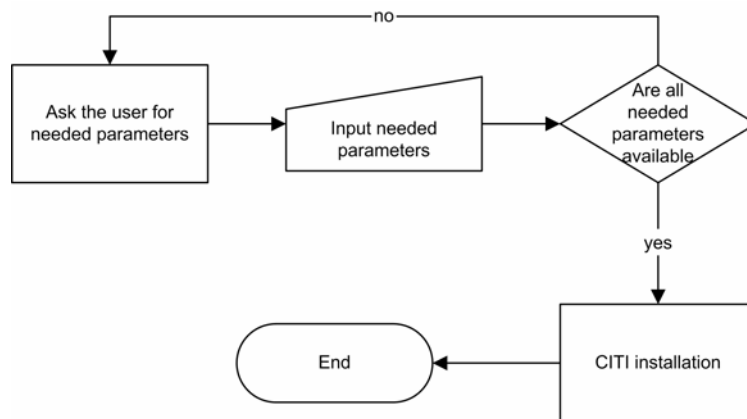 no
Ask the user for
needed parameters
Input needed
parameters
Are all
needed
parameters
available
yes
End
CITI installation